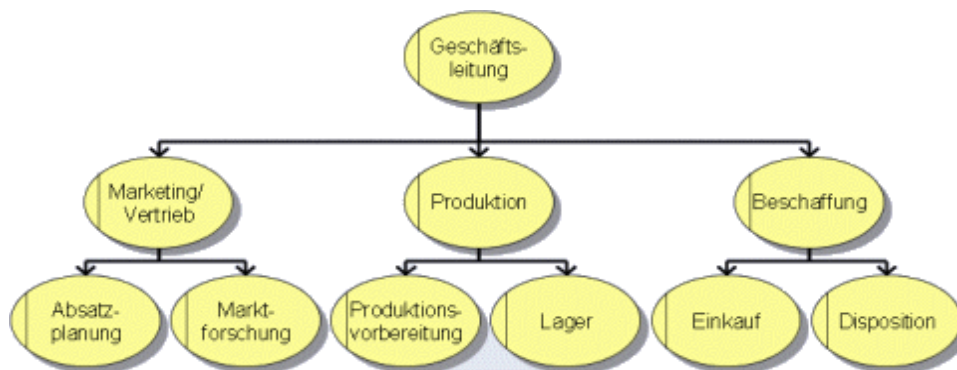 Geschäfts-
leitung
Marketing/
Vertrieb
Produktion
Beschaffung
Absatz-
planung
Markt-
forschung
Produktions-
vorbereitung
Lager
Einkauf
Disposition